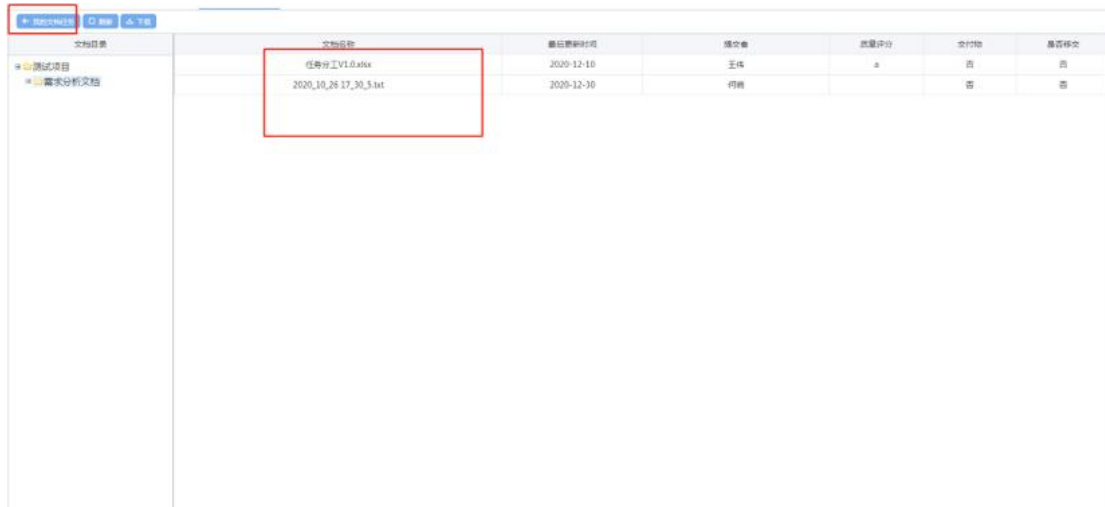 我的文档任务 刷新 下载
文档目录 文档名称 最后更新时间 提交者 质量评分 交付物 是否移交
测试项目 任务分工V1.0.xlsx 2020-12-10 王伟 a 否 否
需求分析文档 2020_10_26 17_30_5.txt 2020-12-30 否 否